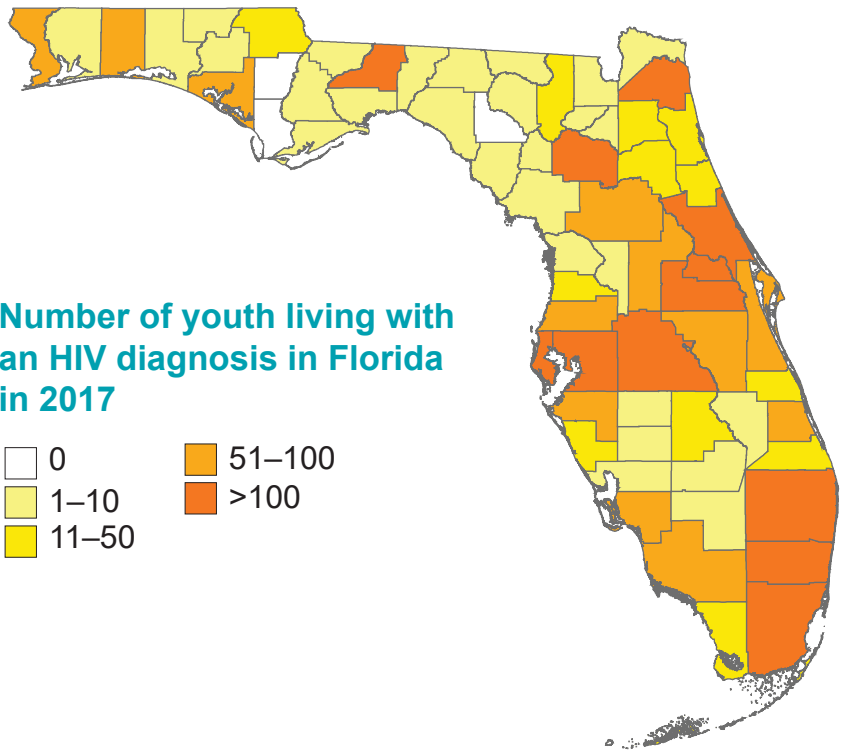 Number of youth living with
an HIV diagnosis in Florida
in 2017
0
1–10
11–50
51–100
>100